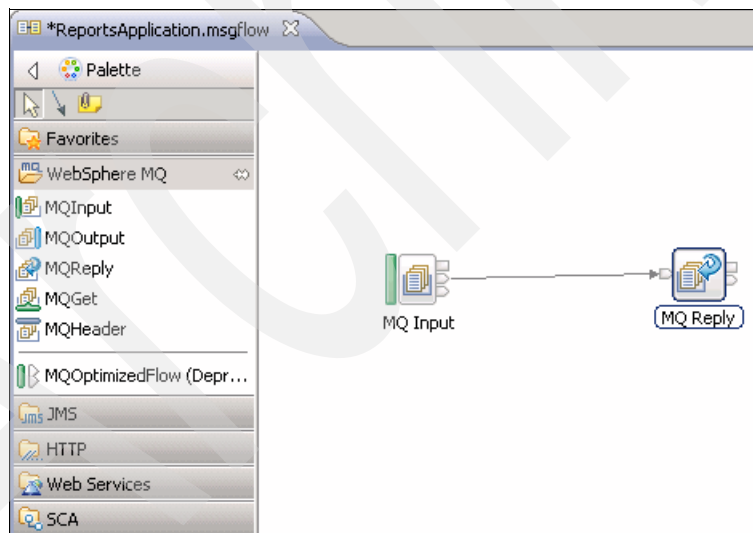 *ReportsApplication.msgflow
Palette
Favorites
WebSphere MQ
MQInput
MQOutput
MQReply
MQGet
MQHeader
MQOptimizedFlow (Depr...
JMS
HTTP
Web Services
SCA
MQ Input
MQ Reply